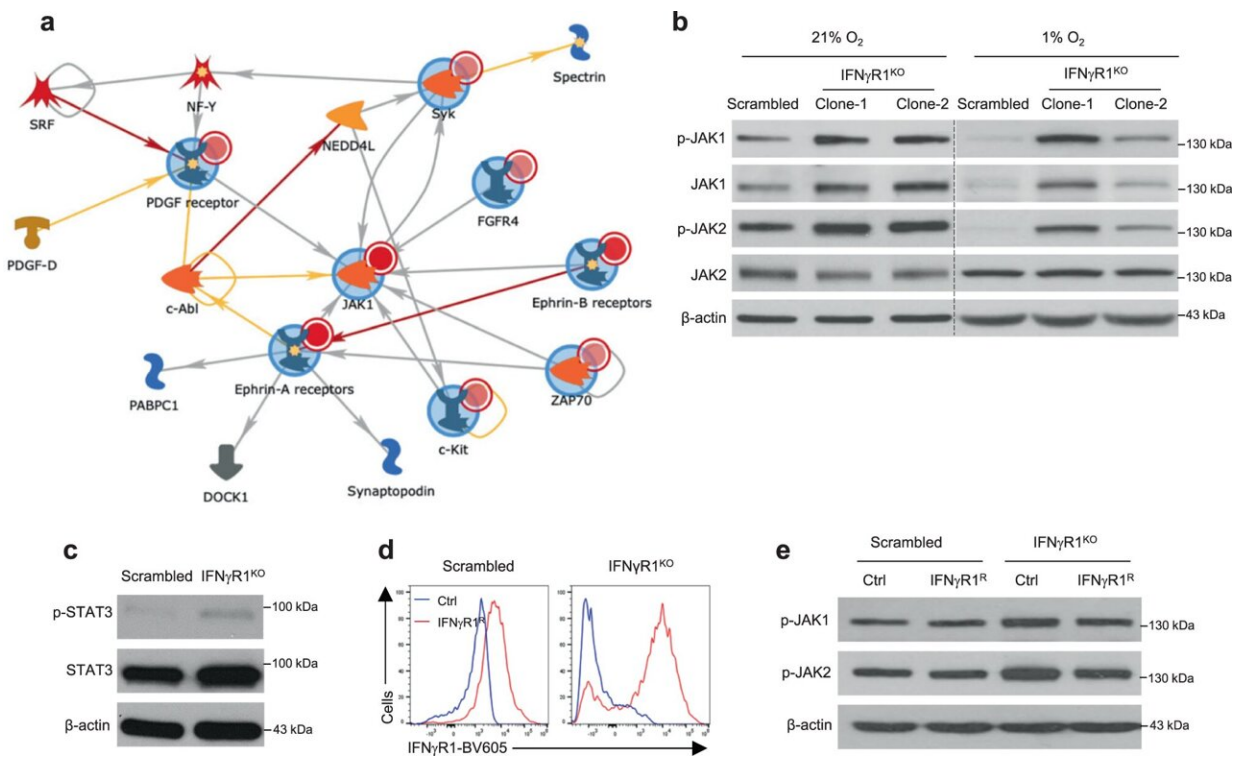 a
SRF
NF-Y
Syk
Spectrin
NEDD4L
PDGF receptor
FGFR4
PDGF-D
c-Abl
JAK1
Ephrin-B receptors
Ephrin-A receptors
PABPC1
ZAP70
c-Kit
DOCK1
Synaptopodin
b
21% O₂ 1% O₂
IFNγR1ᴷᴼ IFNγR1ᴷᴼ
Scrambled Clone-1 Clone-2 Scrambled Clone-1 Clone-2
p-JAK1 130 kDa
JAK1 130 kDa
p-JAK2 130 kDa
JAK2 130 kDa
β-actin 43 kDa
c
Scrambled IFNγR1ᴷᴼ
p-STAT3 100 kDa
STAT3 100 kDa
β-actin 43 kDa
d
Scrambled IFNγR1ᴷᴼ
Ctrl
IFNγR1ᴿ
Cells
IFNγR1-BV605
e
Scrambled IFNγR1ᴷᴼ
Ctrl IFNγR1ᴿ Ctrl IFNγR1ᴿ
p-JAK1 130 kDa
p-JAK2 130 kDa
β-actin 43 kDa